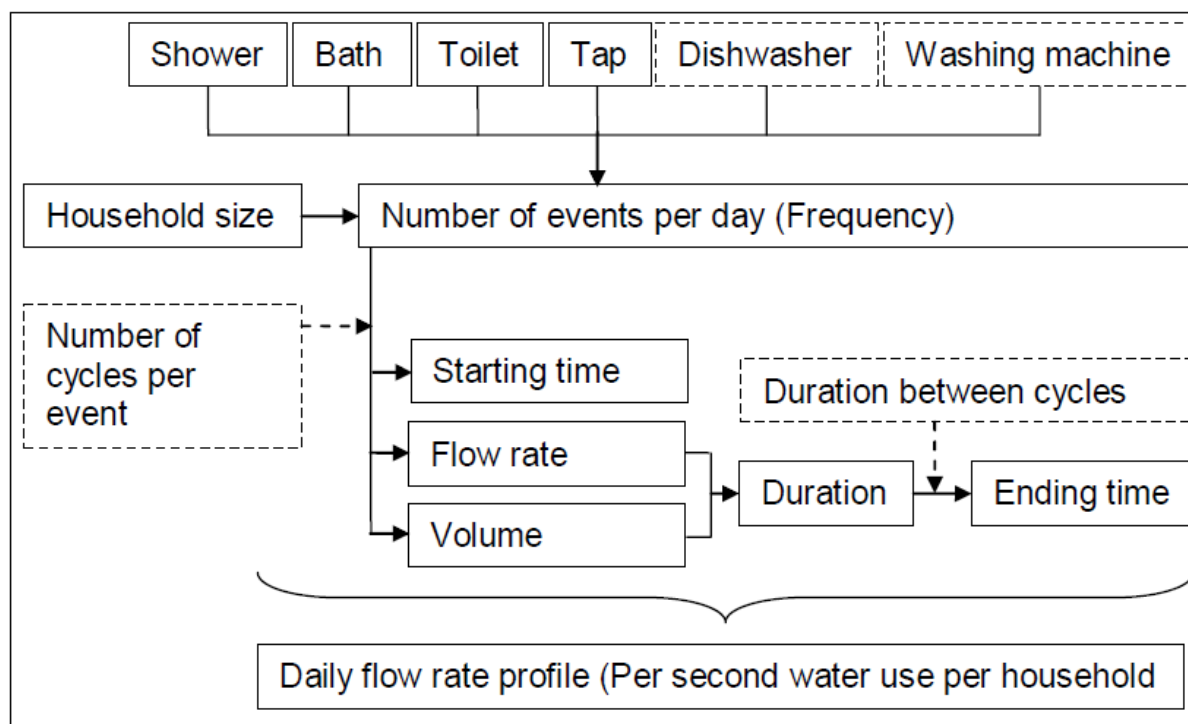 Shower Bath Toilet Tap Dishwasher Washing machine
Household size
Number of events per day (Frequency)
Number of
cycles per
event
Starting time
Duration between cycles
Flow rate
Duration
Ending time
Volume
Daily flow rate profile (Per second water use per household